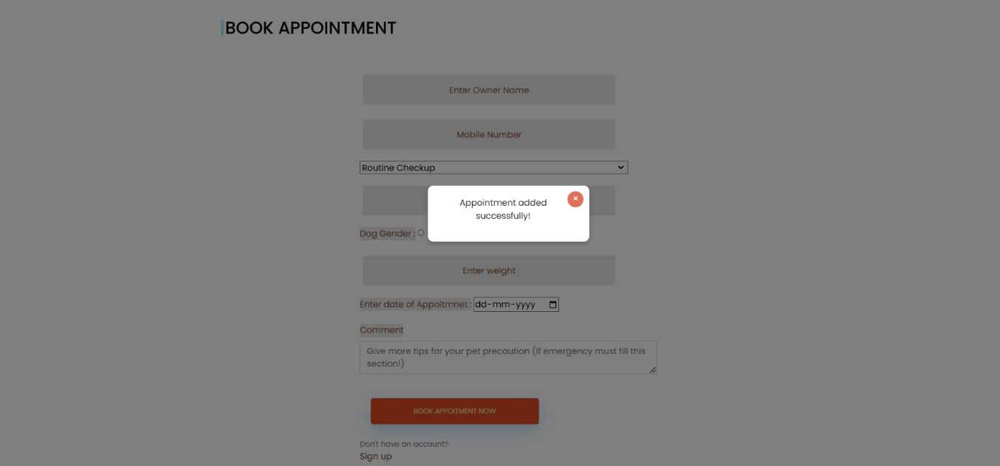 BOOK APPOINTMENT
Enter Owner Name
Mobile Number
Routine Checkup
Appointment added
successfully!
×
Dog Gender :
Enter weight
Enter date of Appoitmnet : dd-mm-yyyy
Comment
Give more tips for your pet precaution (if emergency must fill this
section!)
BOOK APPOITMENT NOW
Don't have an account?
Sign up